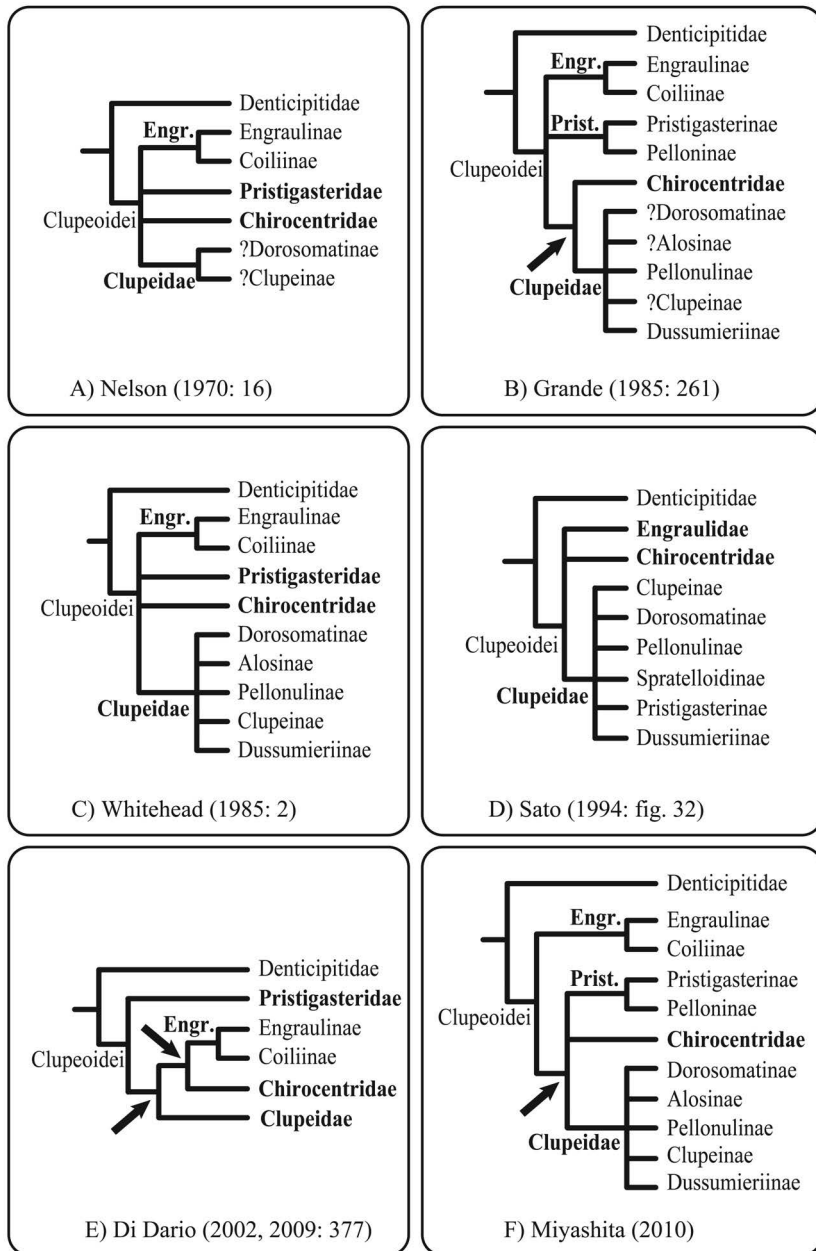 Denticipitidae
Engr.
Engraulinae
Coiliinae
Pristigasteridae
Clupeoidei
Chirocentridae
?Dorosomatinae
Clupeidae
?Clupeinae
A) Nelson (1970: 16)
Denticipitidae
Engr.
Engraulinae
Coiliinae
Prist.
Pristigasterinae
Clupeoidei
Pelloninae
Chirocentridae
?Dorosomatinae
?Alosinae
Clupeidae
Pellonulinae
?Clupeinae
Dussumieriinae
B) Grande (1985: 261)
Denticipitidae
Engr.
Engraulinae
Coiliinae
Pristigasteridae
Clupeoidei
Chirocentridae
Dorosomatinae
Alosinae
Pellonulinae
Clupeidae
Clupeinae
Dussumieriinae
C) Whitehead (1985: 2)
Denticipitidae
Engraulidae
Chirocentridae
Clupeinae
Dorosomatinae
Clupeoidei
Pellonulinae
Spratelloidinae
Clupeidae
Pristigasterinae
Dussumieriinae
D) Sato (1994: fig. 32)
Denticipitidae
Pristigasteridae
Engr.
Engraulinae
Coiliinae
Clupeoidei
Chirocentridae
Clupeidae
E) Di Dario (2002, 2009: 377)
Denticipitidae
Engr.
Engraulinae
Coiliinae
Prist.
Pristigasterinae
Pelloninae
Clupeoidei
Chirocentridae
Dorosomatinae
Alosinae
Pellonulinae
Clupeidae
Clupeinae
Dussumieriinae
F) Miyashita (2010)